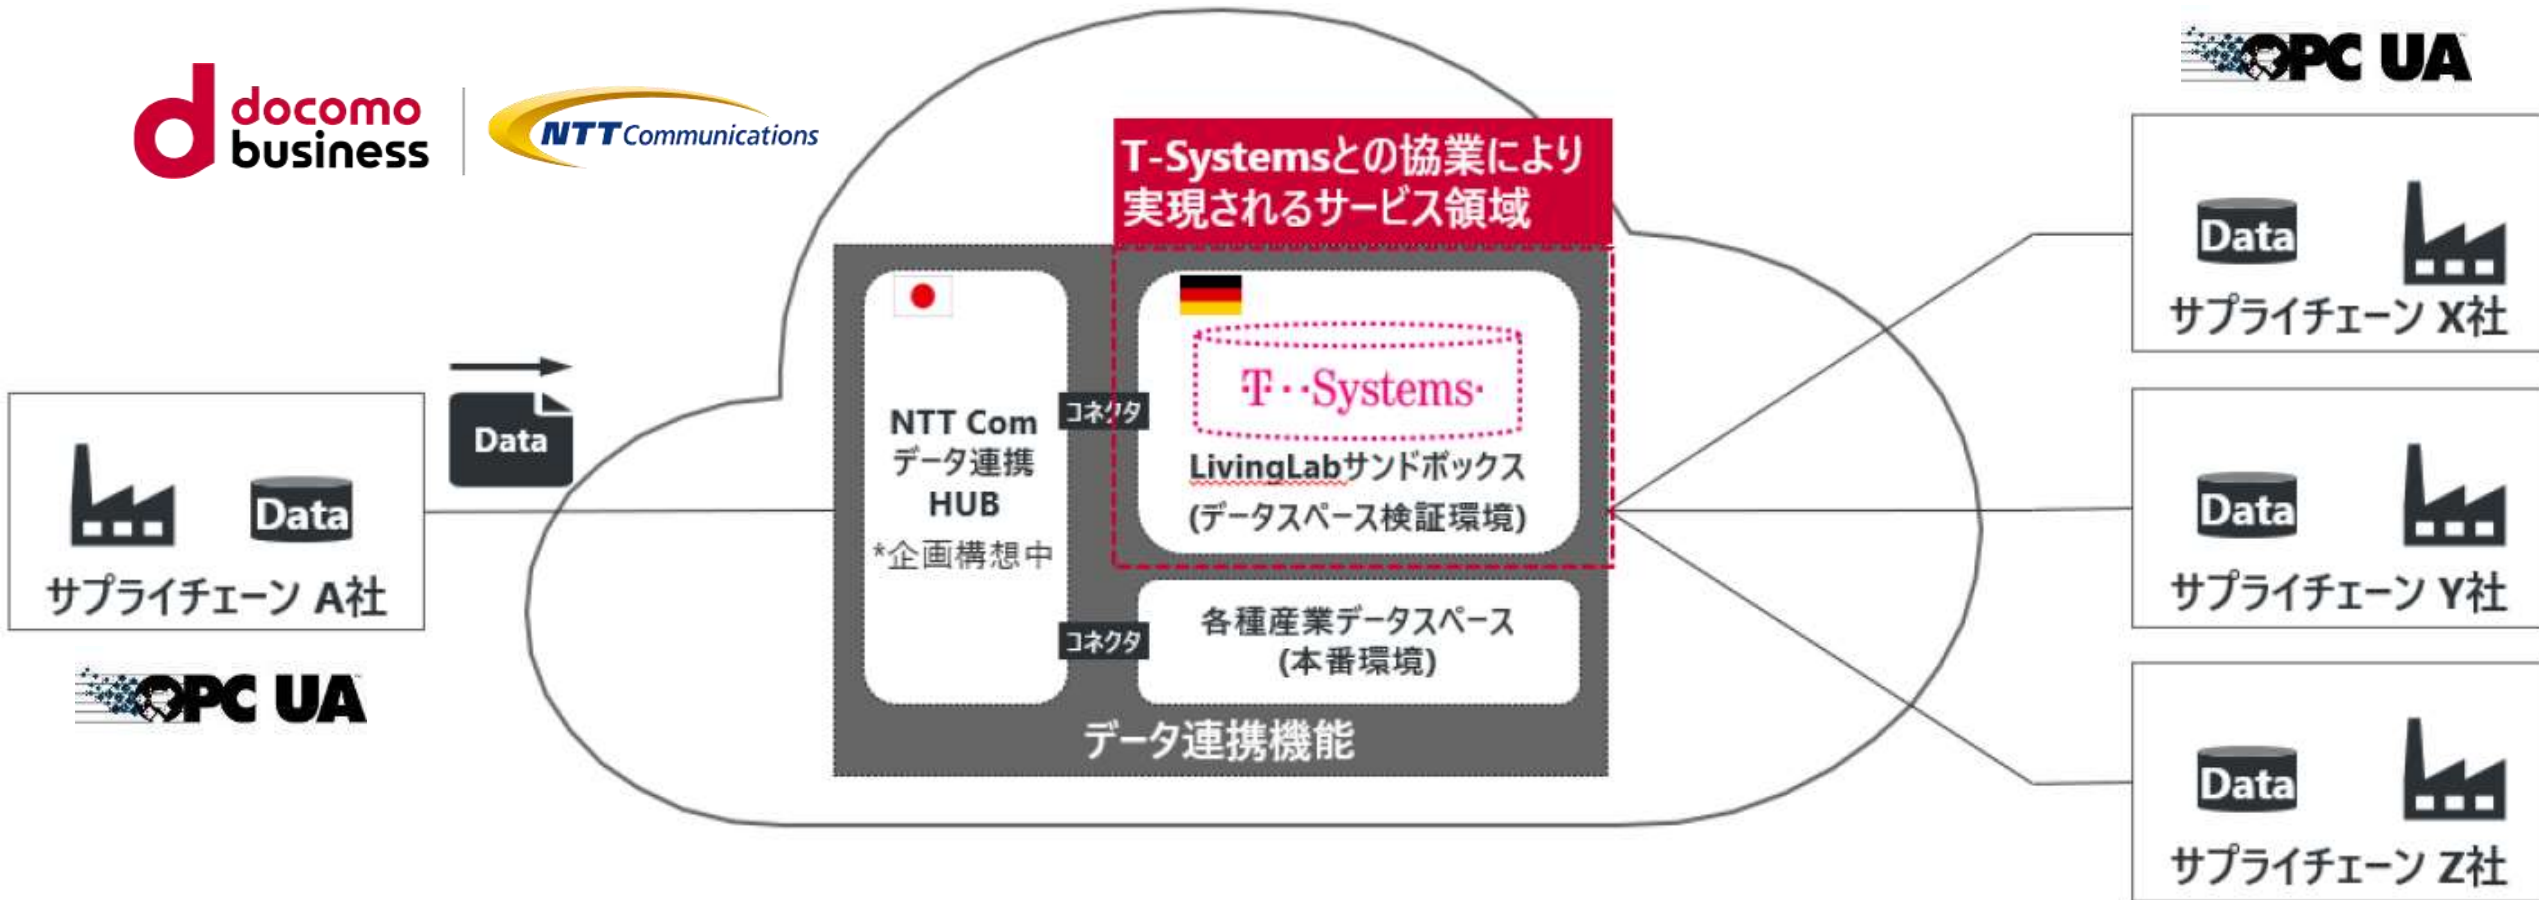 docomo
business
NTT Communications
OPC UA
T-Systemsとの協業により
実現されるサービス領域
Data
サプライチェーン X社
T··Systems·
Data
NTT Com
データ連携
HUB
*企画構想中
コネクタ
LivingLabサンドボックス
(データスペース検証環境)
Data
サプライチェーン A社
Data
サプライチェーン Y社
コネクタ
各種産業データスペース
(本番環境)
OPC UA
データ連携機能
Data
サプライチェーン Z社